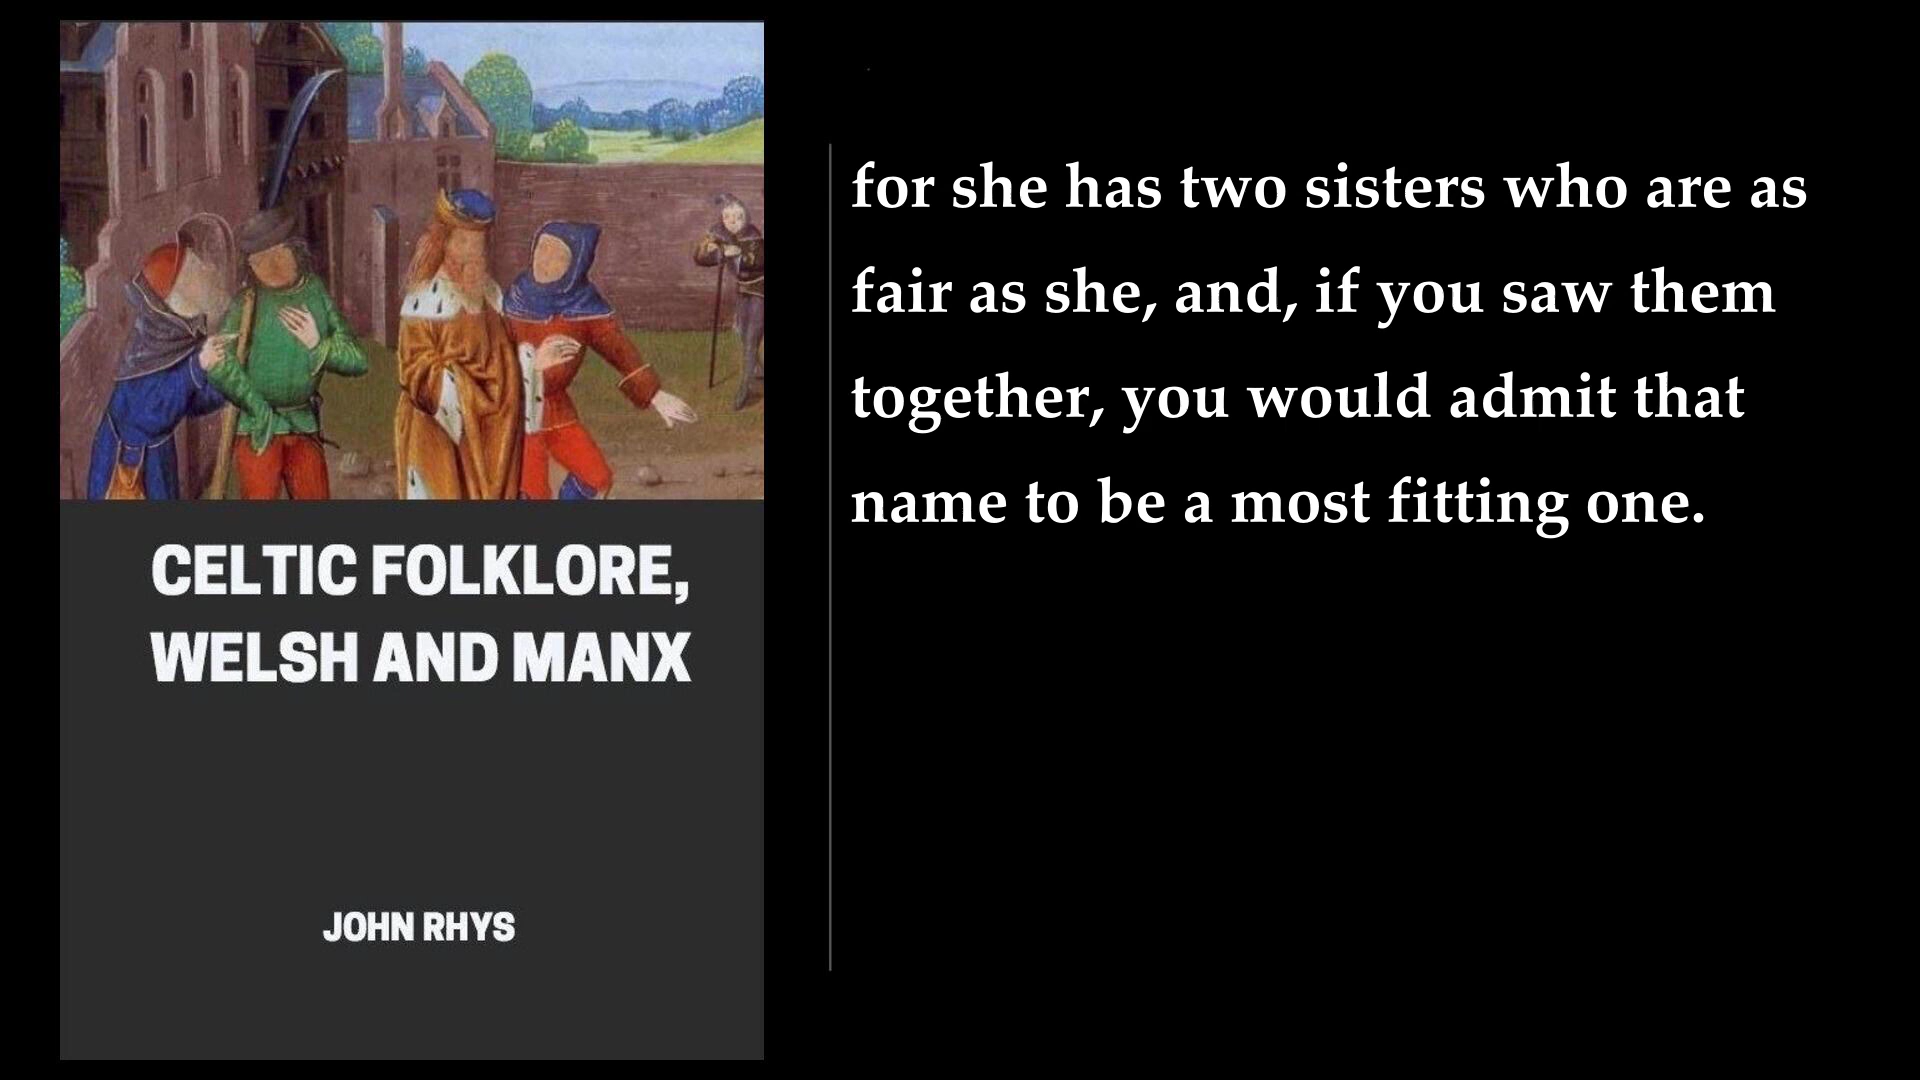 CELTIC FOLKLORE,
WELSH AND MANX
JOHN RHYS
for she has two sisters who are as
fair as she, and, if you saw them
together, you would admit that
name to be a most fitting one.